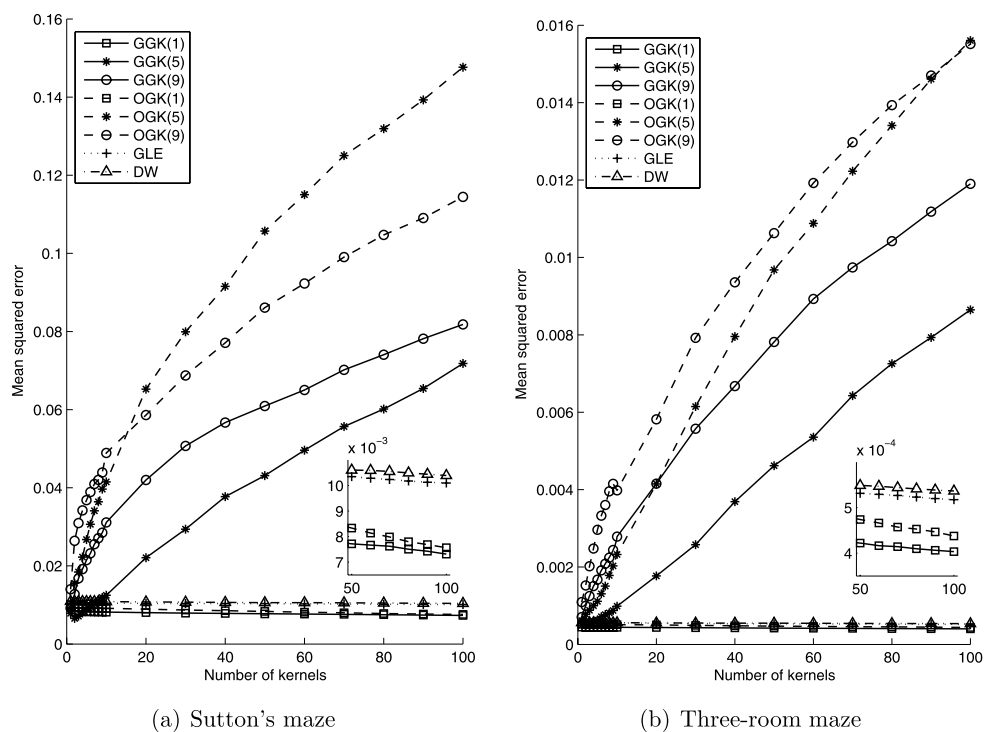 0.16
0.14
0.12
0.1
0.08
0.06
0.04
0.02
0
Mean squared error
GGK(1)
GGK(5)
GGK(9)
OGK(1)
OGK(5)
OGK(9)
GLE
DW
x 10⁻³
10
9
8
7
50 100
0 20 40 60 80 100
Number of kernels
(a) Sutton's maze
0.016
0.014
0.012
0.016
0.008
0.006
0.004
0.002
0
Mean squared error
GGK(1)
GGK(5)
GGK(9)
OGK(1)
OGK(5)
OGK(9)
GLE
DW
x 10⁻⁴
5
4
50 100
0 20 40 60 80 100
Number of kernels
(b) Three-room maze